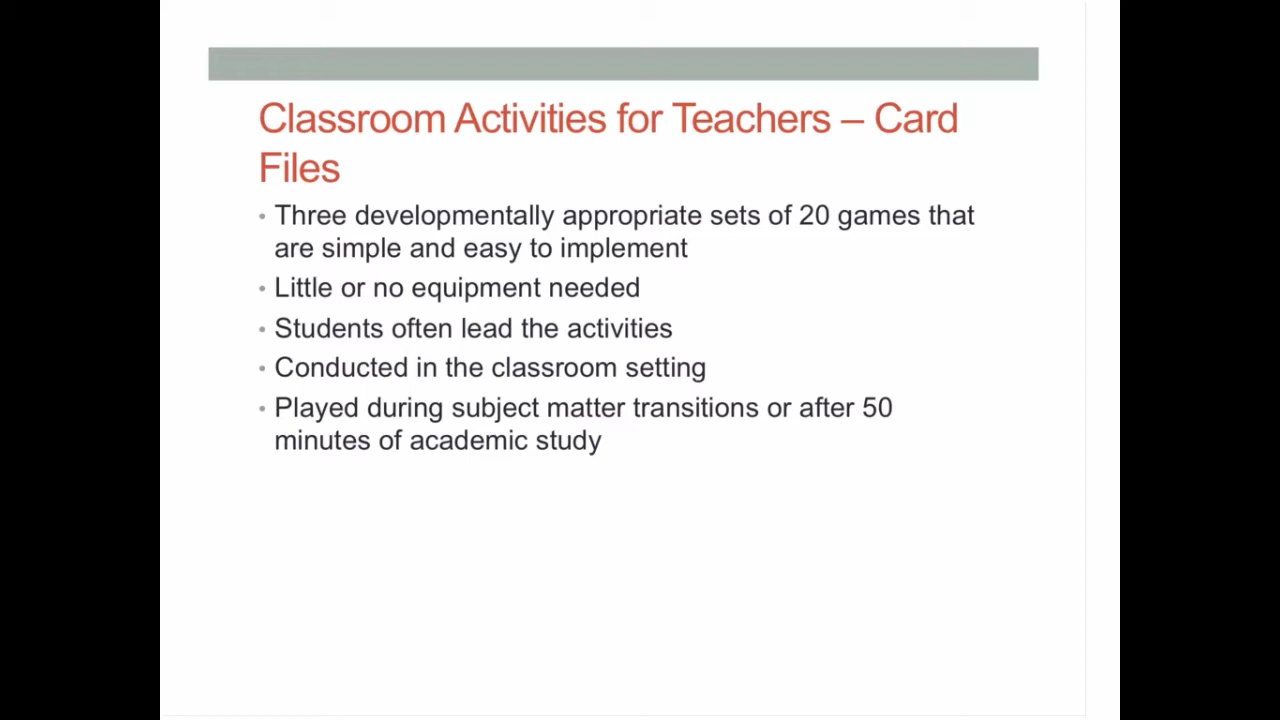 Classroom Activities for Teachers – Card
Files
• Three developmentally appropriate sets of 20 games that
are simple and easy to implement
• Little or no equipment needed
• Students often lead the activities
• Conducted in the classroom setting
• Played during subject matter transitions or after 50
minutes of academic study